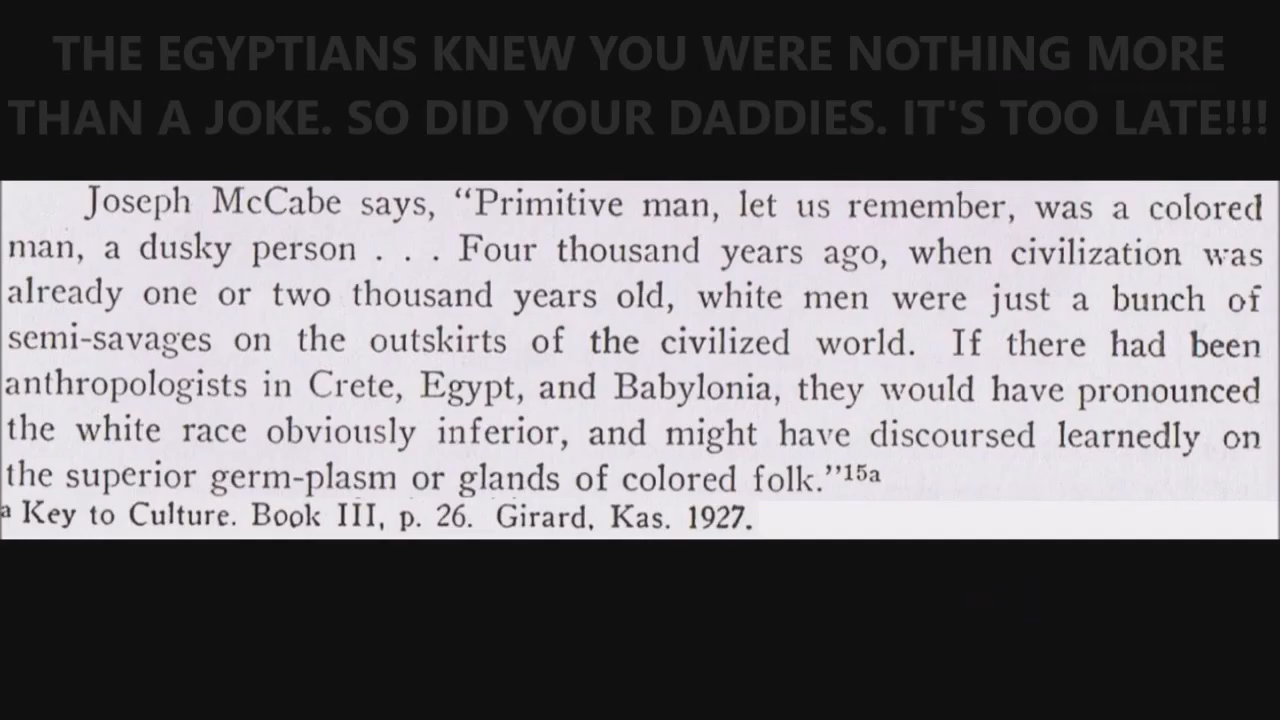 THE EGYPTIANS KNEW YOU WERE NOTHING MORE
THAN A JOKE. SO DID YOUR DADDIES. IT'S TOO LATE!!!
Joseph McCabe says, “Primitive man, let us remember, was a colored
man, a dusky person . . . Four thousand years ago, when civilization was
already one or two thousand years old, white men were just a bunch of
semi-savages on the outskirts of the civilized world. If there had been
anthropologists in Crete, Egypt, and Babylonia, they would have pronounced
the white race obviously inferior, and might have discoursed learnedly on
the superior germ-plasm or glands of colored folk.”15a
a Key to Culture. Book III, p. 26. Girard, Kas. 1927.